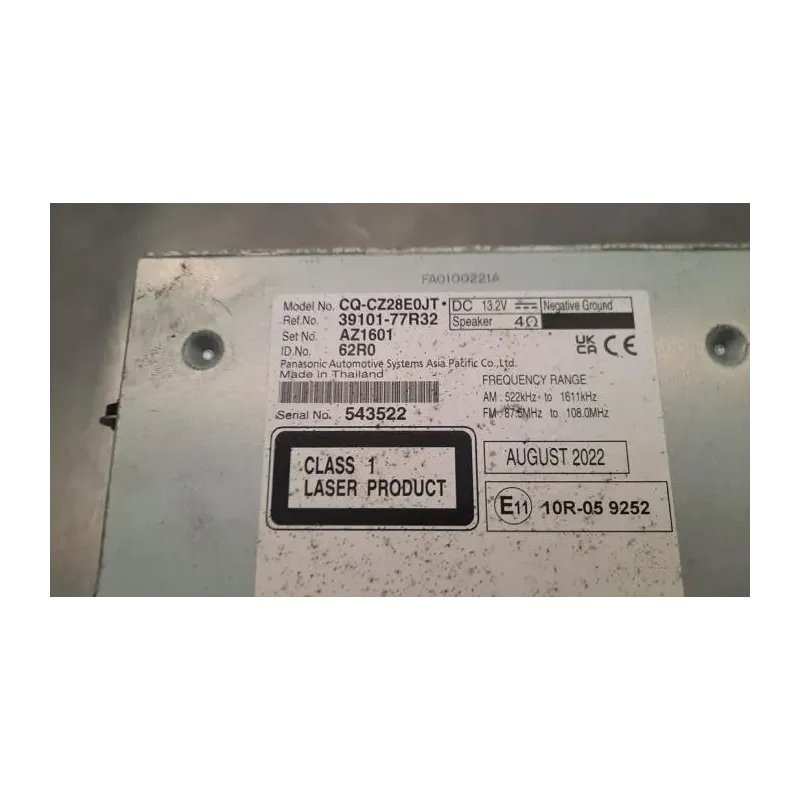 FA0100221A
Model No. CQ-CZ28E0JT•
Ref.No. 39101-77R32
Set No. AZ1601
ID.No. 62R0
DC 13.2V Negative Ground
Speaker 4Ω
UK
CA CE
Panasonic Automotive Systems Asia Pacific Co.,Ltd.
Made in Thailand
Serial No. 543522
FREQUENCY RANGE
AM : 522kHz to 1611kHz
FM : 87.5MHz to 108.0MHz
CLASS 1
LASER PRODUCT
AUGUST 2022
E11 10R-05 9252